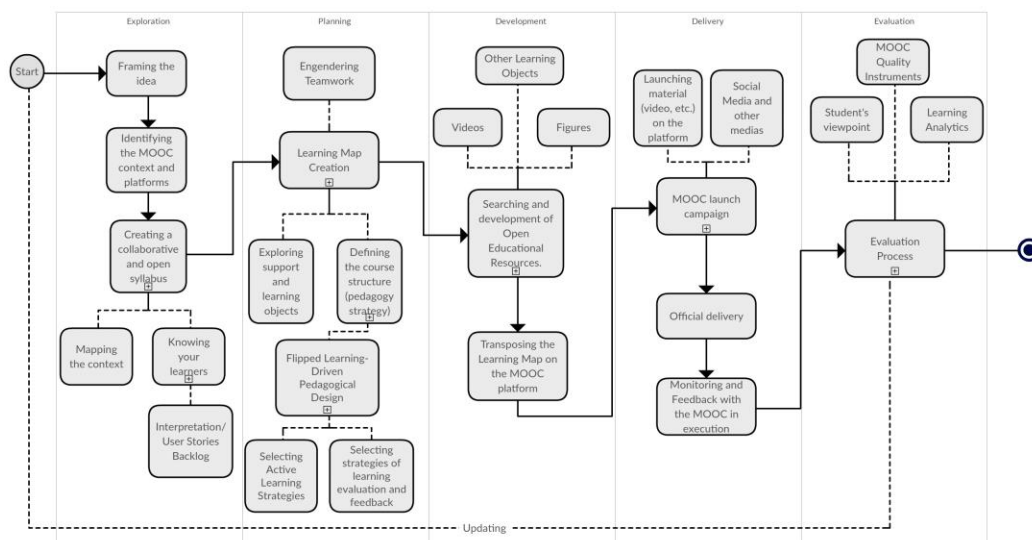 Exploration
Planning
Development
Delivery
Evaluation
Start
Framing the
idea
Identifying
the MOOC
context and
platforms
Creating a
collaborative
and open
syllabus
Mapping
the context
Knowing
your
learners
Interpretation/
User Stories
Backlog
Engendering
Teamwork
Learning Map
Creation
Exploring
support
and
learning
objects
Defining
the course
structure
(pedagogy
strategy)
Flipped Learning-
Driven
Pedagogical
Design
Selecting
Active
Learning
Strategies
Selecting
strategies of
learning
evaluation and
feedback
Other Learning
Objects
Videos
Figures
Searching and
development of
Open
Educational
Resources.
Transposing the
Learning Map on
the MOOC
platform
Launching
material
(video, etc.)
on the
platform
Social
Media and
other
medias
MOOC launch
campaign
Official delivery
Monitoring and
Feedback with
the MOOC in
execution
MOOC
Quality
Instruments
Student's
viewpoint
Learning
Analytics
Evaluation
Process
Updating